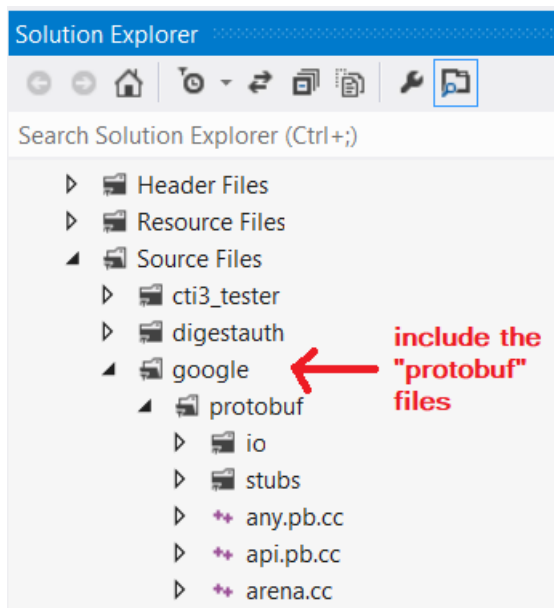 Solution Explorer
Search Solution Explorer (Ctrl+;)
Header Files
Resource Files
Source Files
cti3_tester
digestauth
google
protobuf
io
stubs
any.pb.cc
api.pb.cc
arena.cc
include the
"protobuf"
files